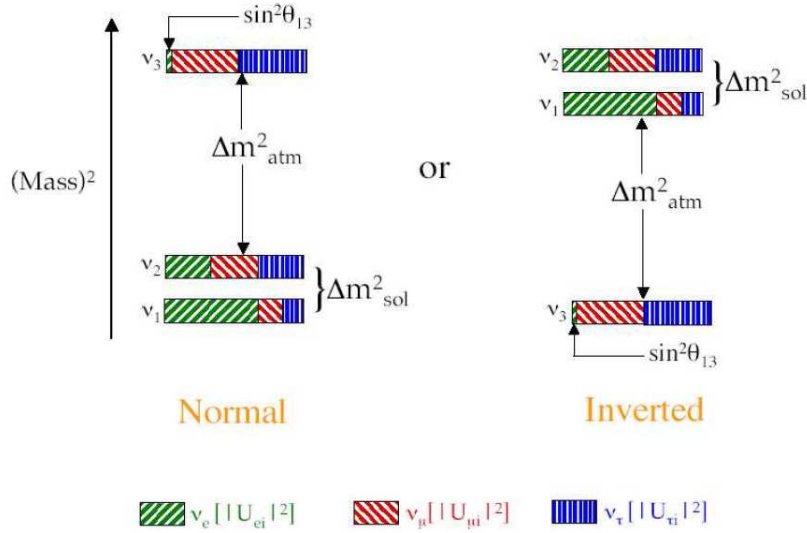 sin²θ₁₃
ν₃
Δm²atm
(Mass)²
ν₂
ν₁
Δm²sol
Normal
or
ν₂
ν₁
Δm²sol
Δm²atm
ν₃
sin²θ₁₃
Inverted
νe [ |Uei|² ]
νμ [ |Uμi|² ]
ντ [ |Uτi|² ]